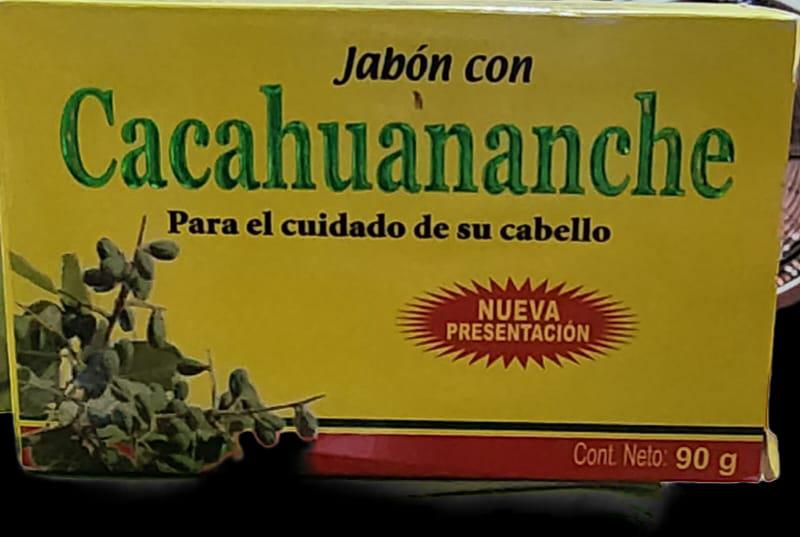 Jabón con
Cacahuananche
Para el cuidado de su cabello
NUEVA
PRESENTACIÓN
Cont. Neto: 90 g